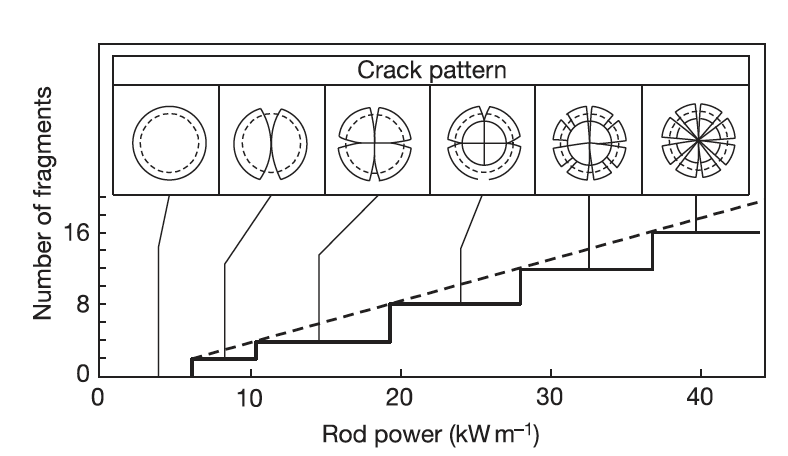 Crack pattern
Number of fragments
16
8
0
0 10 20 30 40
Rod power (kW m⁻¹)